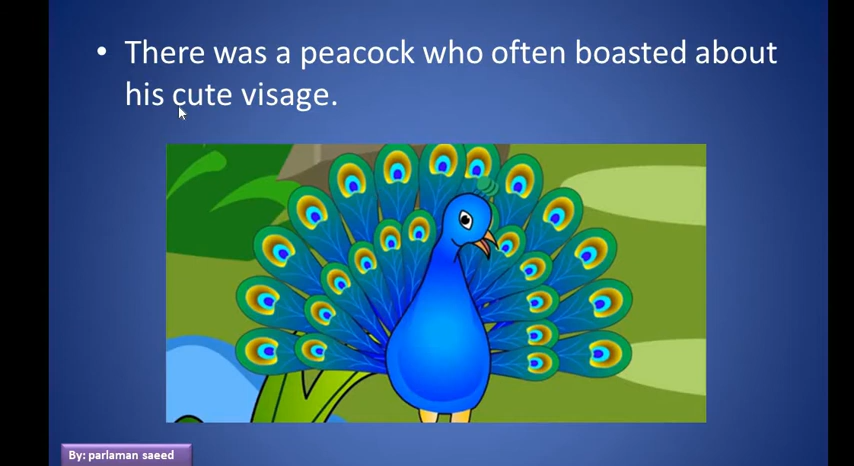 • There was a peacock who often boasted about
his cute visage.
By: parlaman saeed